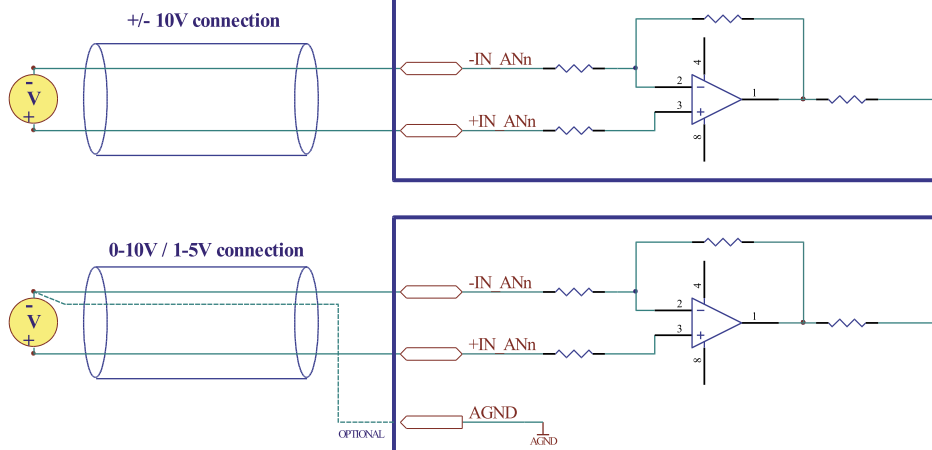 +/- 10V connection
-
V
+
-IN_ANn
+IN_ANn
4
2
-
3
+
1
8
0-10V / 1-5V connection
-
V
+
-IN_ANn
+IN_ANn
4
2
-
3
+
1
8
AGND
AGND
OPTIONAL